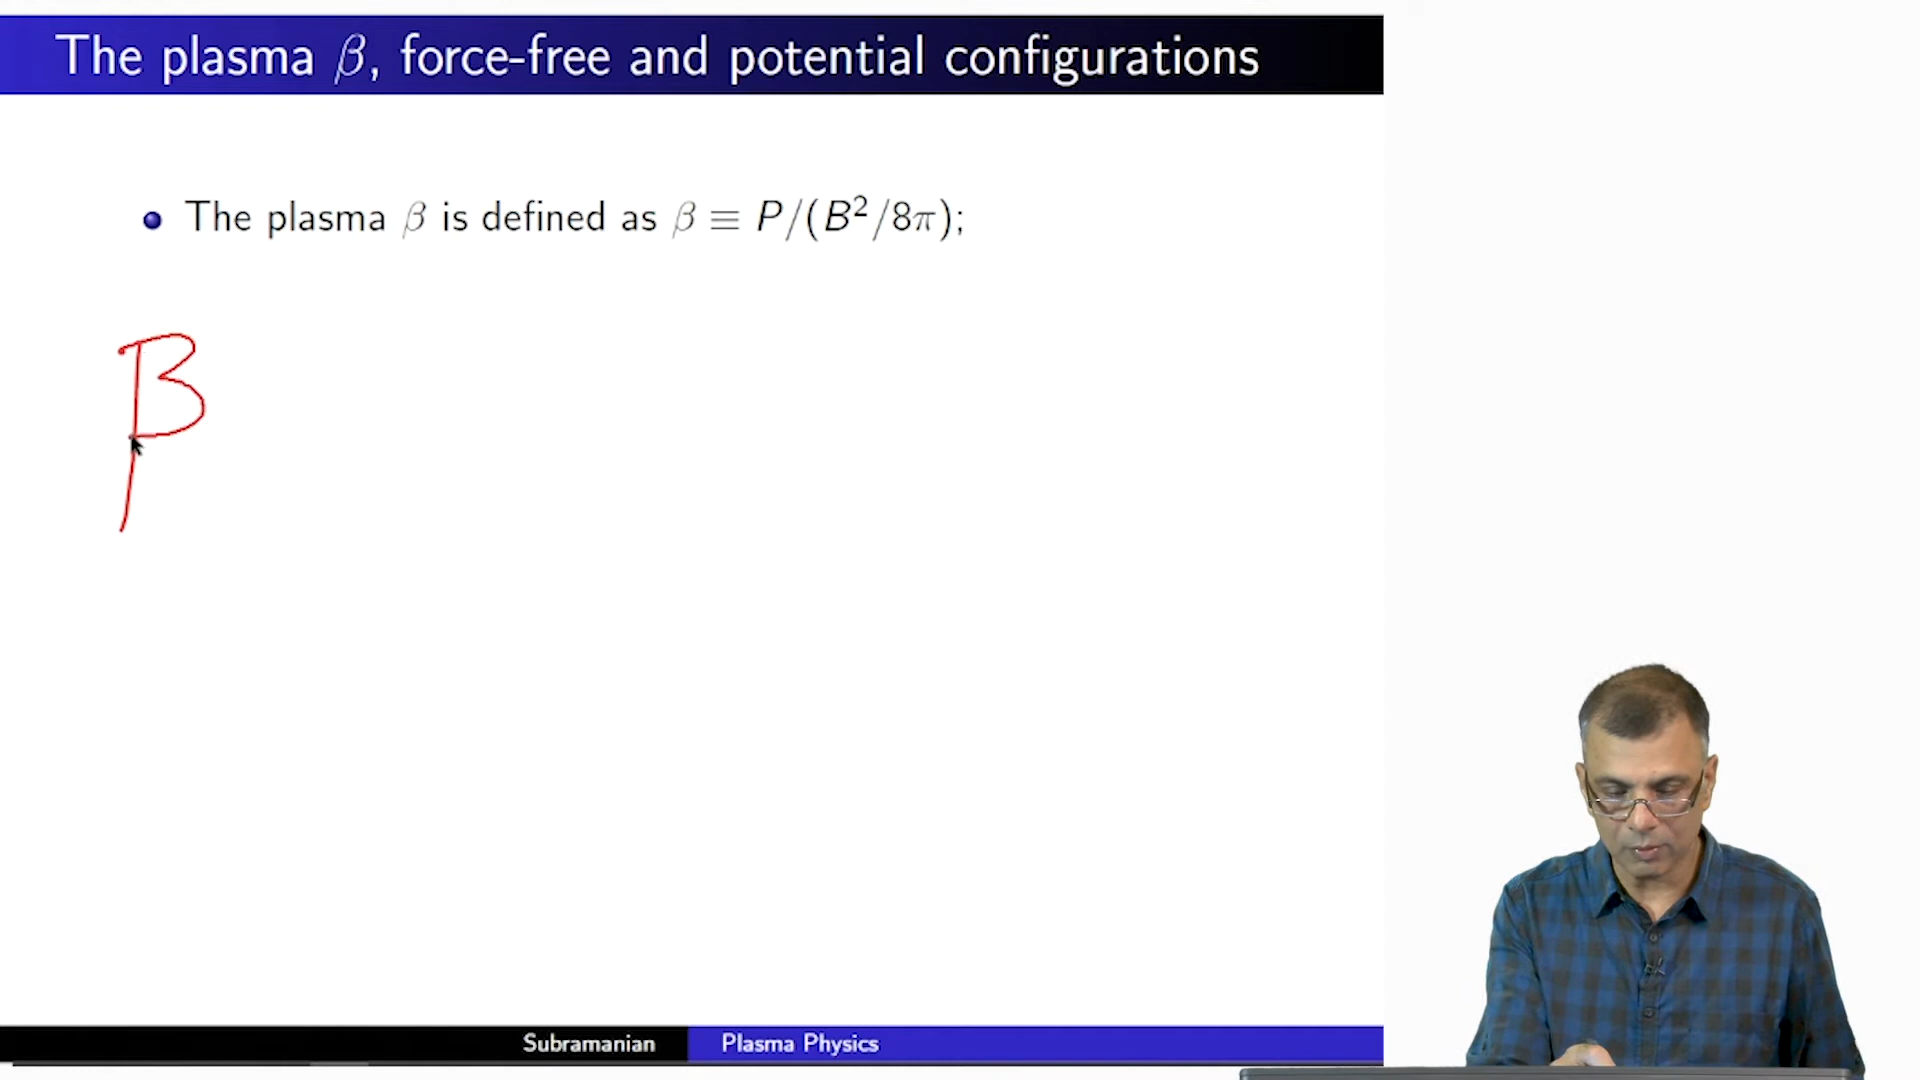 The plasma β, force-free and potential configurations
The plasma β is defined as β ≡ P/(B²/8π);
β
Subramanian Plasma Physics